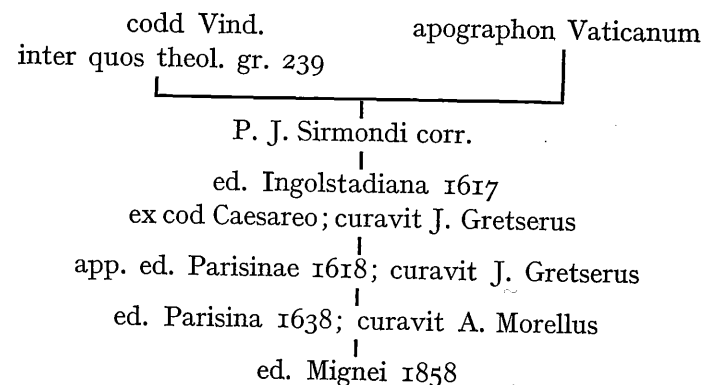 codd Vind.
apographon Vaticanum
inter quos theol. gr. 239
P. J. Sirmondi corr.
ed. Ingolstadiana 1617
ex cod Caesareo; curavit J. Gretserus
app. ed. Parisinae 1618; curavit J. Gretserus
ed. Parisina 1638; curavit A. Morellus
ed. Mignei 1858